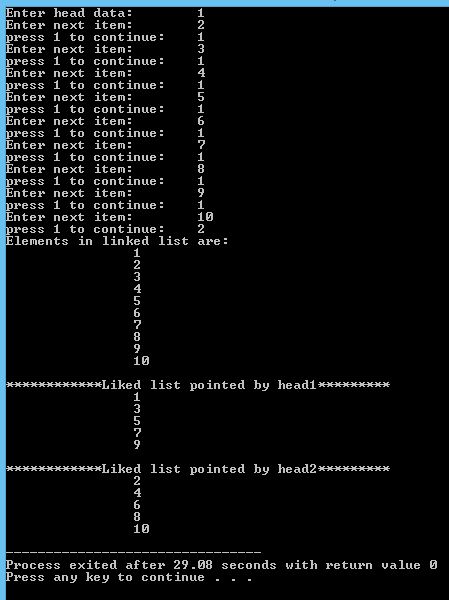 Enter head data: 1
Enter next item: 2
press 1 to continue: 1
Enter next item: 3
press 1 to continue: 1
Enter next item: 4
press 1 to continue: 1
Enter next item: 5
press 1 to continue: 1
Enter next item: 6
press 1 to continue: 1
Enter next item: 7
press 1 to continue: 1
Enter next item: 8
press 1 to continue: 1
Enter next item: 9
press 1 to continue: 1
Enter next item: 10
press 1 to continue: 2
Elements in linked list are:
1
2
3
4
5
6
7
8
9
10
************Liked list pointed by head1*********
1
3
5
7
9
************Liked list pointed by head2*********
2
4
6
8
10
--------------------------------
Process exited after 29.08 seconds with return value 0
Press any key to continue . . .